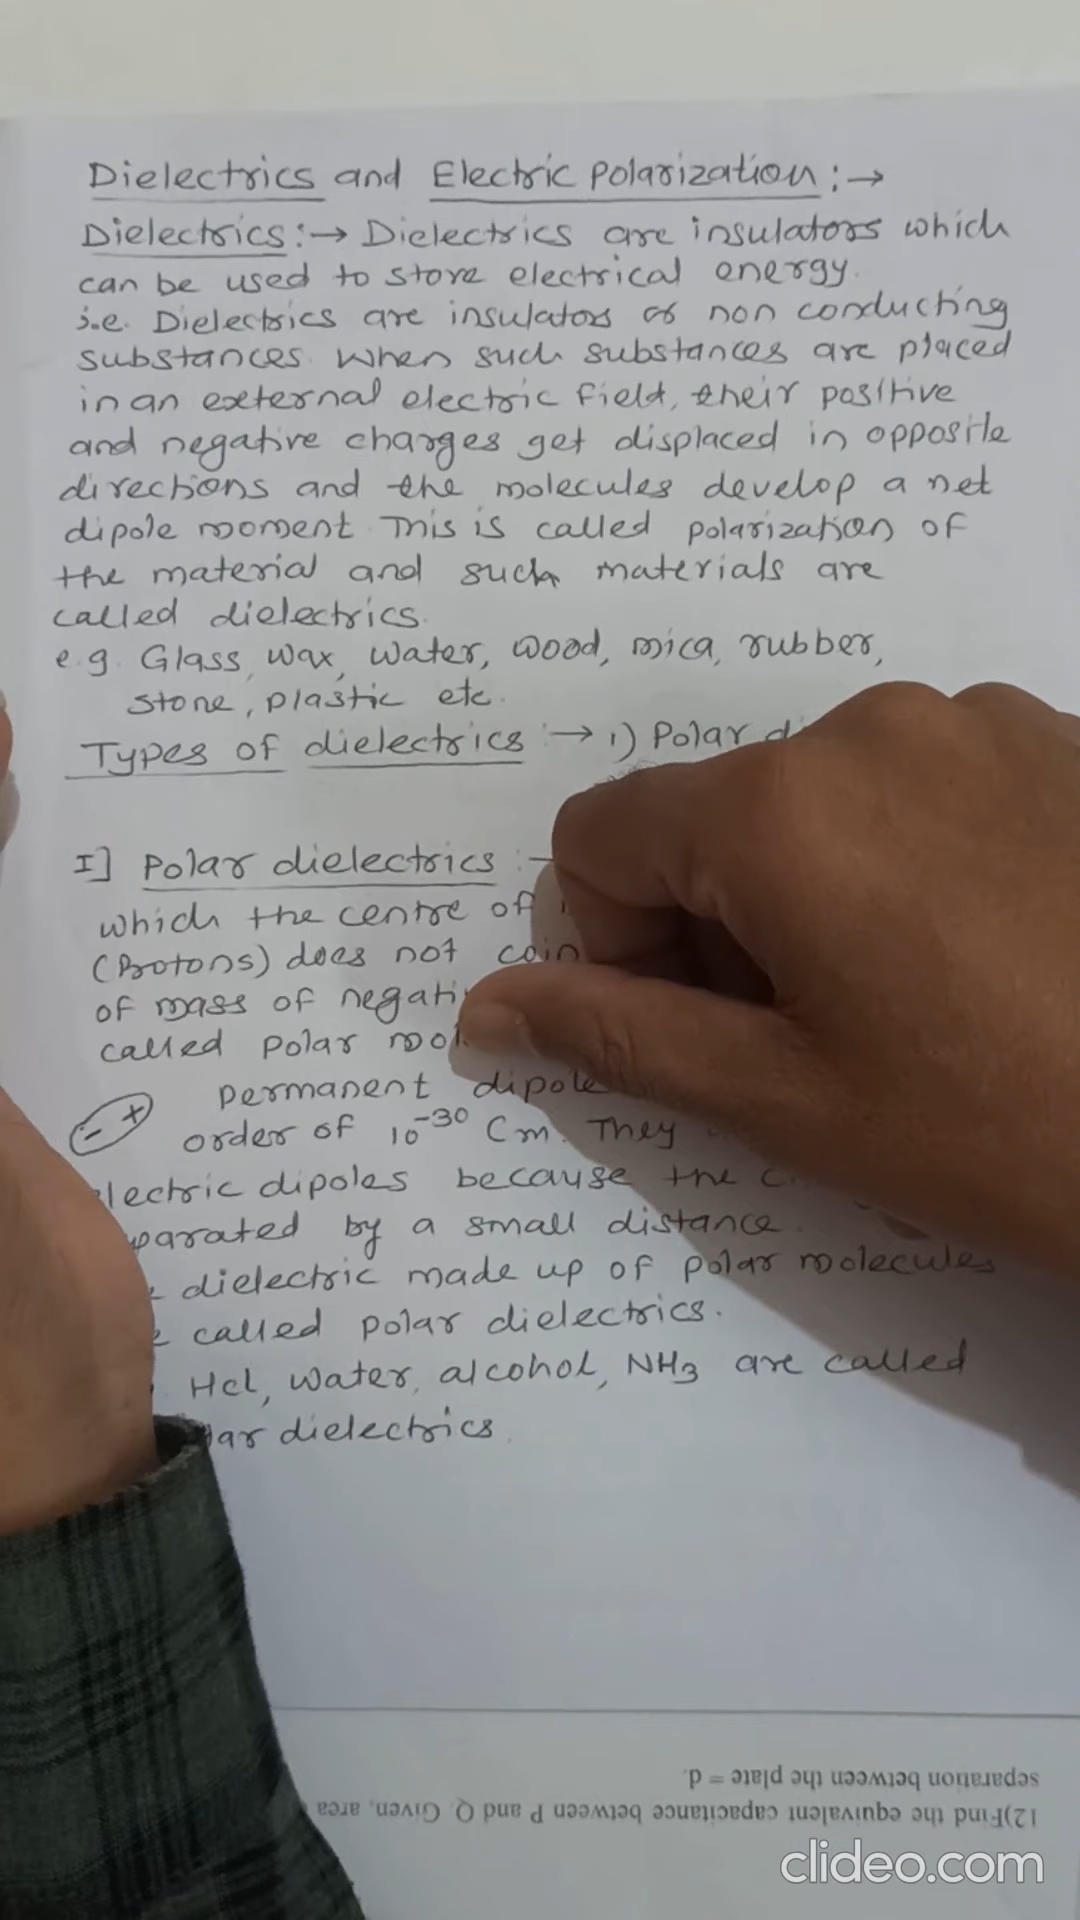 Dielectrics and Electric Polarization :→
Dielectrics :→ Dielectrics are insulators which
can be used to store electrical energy.
i.e. Dielectrics are insulators or non conducting
substances. When such substances are placed
in an external electric field, their positive
and negative charges get displaced in opposite
directions and the molecules develop a net
dipole moment. This is called polarization of
the material and such materials are
called dielectrics.
e.g. Glass, wax, water, wood, mica, rubber,
stone, plastic etc.
Types of dielectrics :→ 1) Polar
I] Polar dielectrics :-
which the centre of
(Protons) does not
of mass of
called polar
permanent dipole
order of 10⁻³⁰ Cm. They
dipoles because the
by a small distance.
dielectric made up of polar molecules
called polar dielectrics.
Hcl, water, alcohol, NH3 are called
dielectrics.
- +
separation between the plate = d.
12)Find the equivalent capacitance between P and Q. Given, area
clideo.com